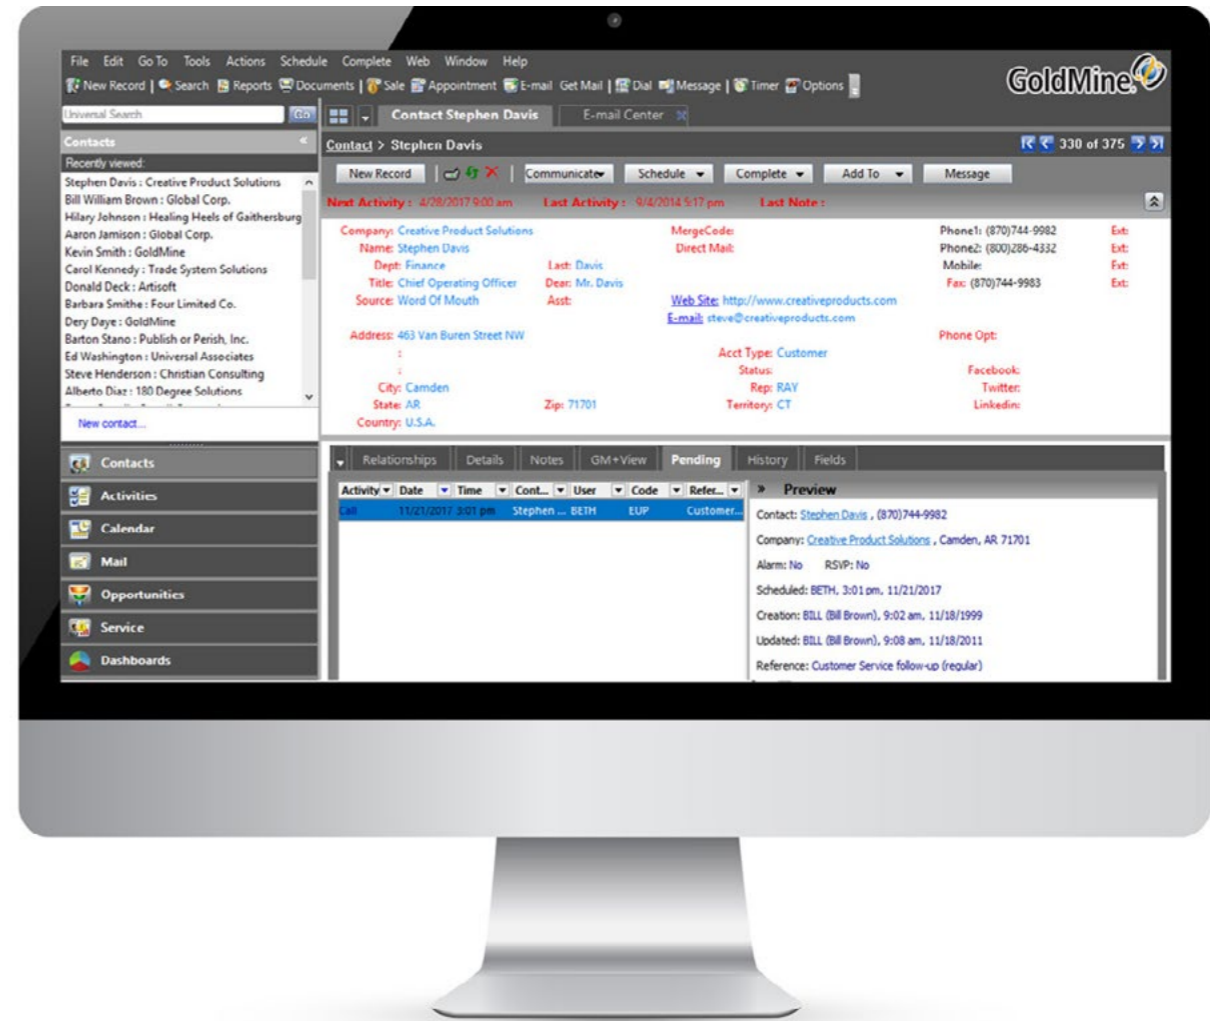 File Edit Go To Tools Actions Schedule Complete Web Window Help
New Record | Search Reports Documents | Sale Appointment E-mail Get Mail | Dial Message | Timer Options
GoldMine
Universal Search Go
Contact Stephen Davis E-mail Center
Contacts
Recently viewed:
Stephen Davis : Creative Product Solutions
Bill William Brown : Global Corp.
Hilary Johnson : Healing Heels of Gaithersburg
Aaron Jamison : Global Corp.
Kevin Smith : GoldMine
Carol Kennedy : Trade System Solutions
Donald Deck : Artisoft
Barbara Smithe : Four Limited Co.
Dery Daye : GoldMine
Barton Stano : Publish or Perish, Inc.
Ed Washington : Universal Associates
Steve Henderson : Christian Consulting
Alberto Diaz : 180 Degree Solutions
New contact...
Contacts
Activities
Calendar
Mail
Opportunities
Service
Dashboards
Contact > Stephen Davis 330 of 375
New Record | | Communicate Schedule Complete Add To Message
Next Activity : 4/28/2017 9:00 am Last Activity : 9/4/2014 5:17 pm Last Note :
Company: Creative Product Solutions MergeCode: Phone1: (870)744-9982 Ext:
Name: Stephen Davis Direct Mail: Phone2: (800)286-4332 Ext:
Dept: Finance Last: Davis Mobile: Ext:
Title: Chief Operating Officer Dear: Mr. Davis Fax: (870)744-9983 Ext:
Source: Word Of Mouth Asst: Web Site: http://www.creativeproducts.com
E-mail: steve@creativeproducts.com
Address: 463 Van Buren Street NW Phone Opt:
: Acct Type: Customer
: Status: Facebook:
City: Camden Rep: RAY Twitter:
State: AR Zip: 71701 Territory: CT Linkedin:
Country: U.S.A.
Relationships Details Notes GM+View Pending History Fields
Activity Date Time Cont... User Code Refer...
Call 11/21/2017 3:01 pm Stephen ... BETH EUP Customer...
» Preview
Contact: Stephen Davis , (870)744-9982
Company: Creative Product Solutions , Camden, AR 71701
Alarm: No RSVP: No
Scheduled: BETH, 3:01 pm, 11/21/2017
Creation: BILL (Bill Brown), 9:02 am, 11/18/1999
Updated: BILL (Bill Brown), 9:08 am, 11/18/2011
Reference: Customer Service follow-up (regular)